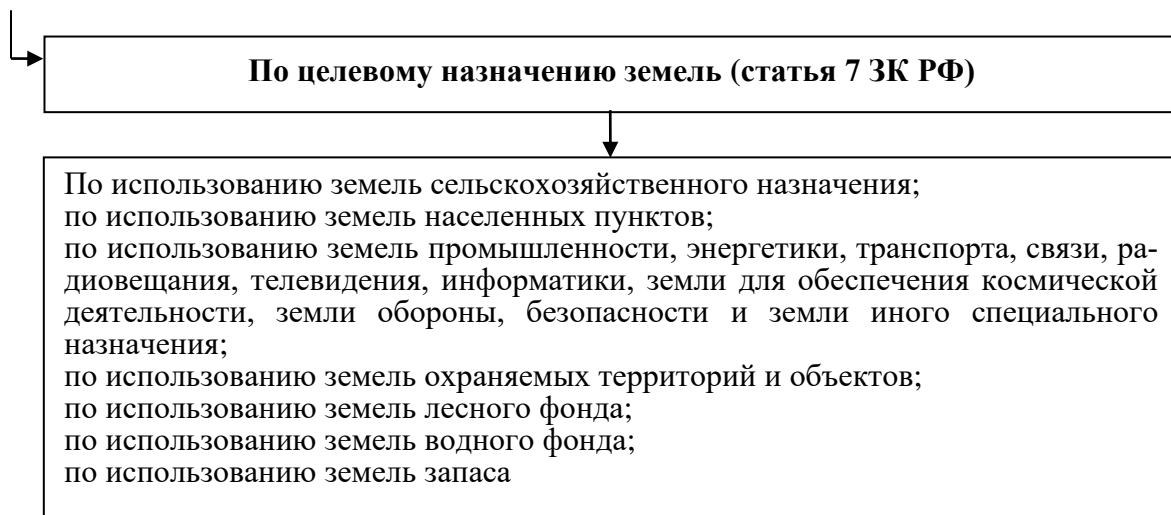 По целевому назначению земель (статья 7 ЗК РФ)
По использованию земель сельскохозяйственного назначения;
по использованию земель населенных пунктов;
по использованию земель промышленности, энергетики, транспорта, связи, ра-
диовещания, телевидения, информатики, земли для обеспечения космической
деятельности, земли обороны, безопасности и земли иного специального
назначения;
по использованию земель охраняемых территорий и объектов;
по использованию земель лесного фонда;
по использованию земель водного фонда;
по использованию земель запаса